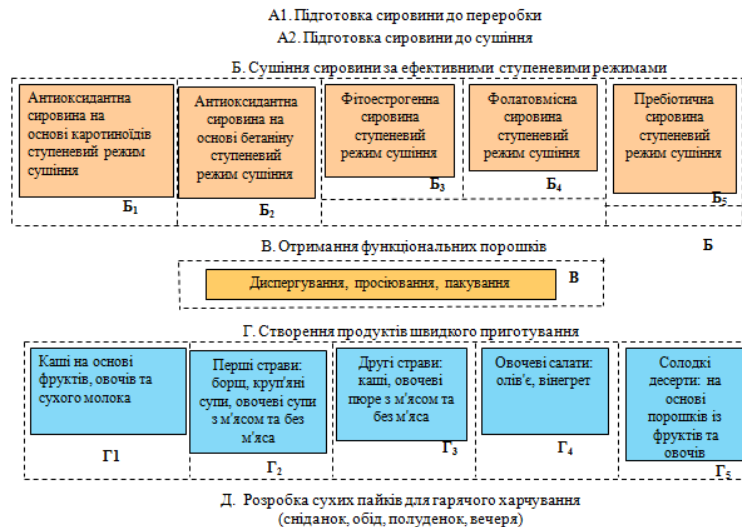 А1. Підготовка сировини до переробки
А2. Підготовка сировини до сушіння
Б. Сушіння сировини за ефективними ступеневими режимами
Антиоксидантна
сировина на
основі каротиноїдів
ступеневий режим
сушіння
Б1
Антиоксидантна
сировина на
основі бетаніну
ступеневий
режим сушіння
Б2
Фітоестрогенна
сировина
ступеневий
режим сушіння
Б3
Фолатовмісна
сировина
ступеневий
режим сушіння
Б4
Пребіотична
сировина
ступеневий
режим сушіння
Б5
Б
В. Отримання функціональних порошків
Диспергування, просіювання, пакування
В
Г. Створення продуктів швидкого приготування
Каші на основі
фруктів, овочів та
сухого молока
Г1
Перші страви:
борщ, круп'яні
супи, овочеві супи
з м'ясом та без
м'яса
Г2
Другі страви:
каші, овочеві
пюре з м'ясом та
без м'яса
Г3
Овочеві салати:
олів'є, вінегрет
Г4
Солодкі
десерти: на
основі
порошків із
фруктів та
овочів
Г5
Д. Розробка сухих пайків для гарячого харчування
(сніданок, обід, полуденок, вечеря)